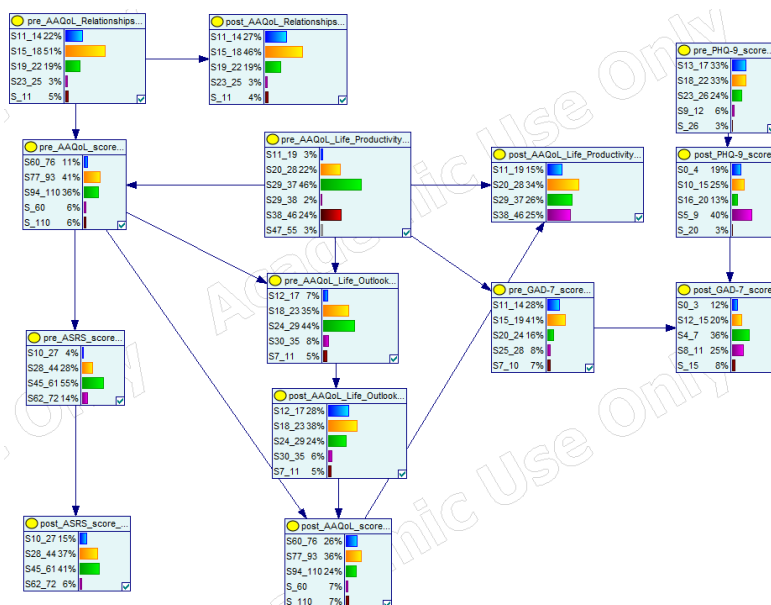 pre_AAQoL_Relationships...
S11_14 22%
S15_18 51%
S19_22 19%
S23_25 3%
S_11 5%
post_AAQoL_Relationships...
S11_14 27%
S15_18 46%
S19_22 19%
S23_25 3%
S_11 4%
pre_PHQ-9_score...
S13_17 33%
S18_22 33%
S23_26 24%
S9_12 6%
S_26 3%
pre_AAQoL_score...
S60_76 11%
S77_93 41%
S94_110 36%
S_60 6%
S_110 6%
pre_AAQoL_Life_Productivity...
S11_19 3%
S20_28 22%
S29_37 46%
S29_38 2%
S38_46 24%
S47_55 3%
post_AAQoL_Life_Productivity...
S11_19 15%
S20_28 34%
S29_37 26%
S38_46 25%
post_PHQ-9_score...
S0_4 19%
S10_15 25%
S16_20 13%
S5_9 40%
S_20 3%
pre_AAQoL_Life_Outlook...
S12_17 7%
S18_23 35%
S24_29 44%
S30_35 8%
S7_11 5%
pre_GAD-7_score...
S11_14 28%
S15_19 41%
S20_24 16%
S25_28 8%
S7_10 7%
post_GAD-7_score...
S0_3 12%
S12_15 20%
S4_7 36%
S8_11 25%
S_15 8%
pre_ASRS_score...
S10_27 4%
S28_44 28%
S45_61 55%
S62_72 14%
post_AAQoL_Life_Outlook...
S12_17 28%
S18_23 38%
S24_29 24%
S30_35 6%
S7_11 5%
post_ASRS_score_...
S10_27 15%
S28_44 37%
S45_61 41%
S62_72 6%
post_AAQoL_score...
S60_76 26%
S77_93 36%
S94_110 24%
S_60 7%
S_110 7%
Academic Use Only
Academic Use Only